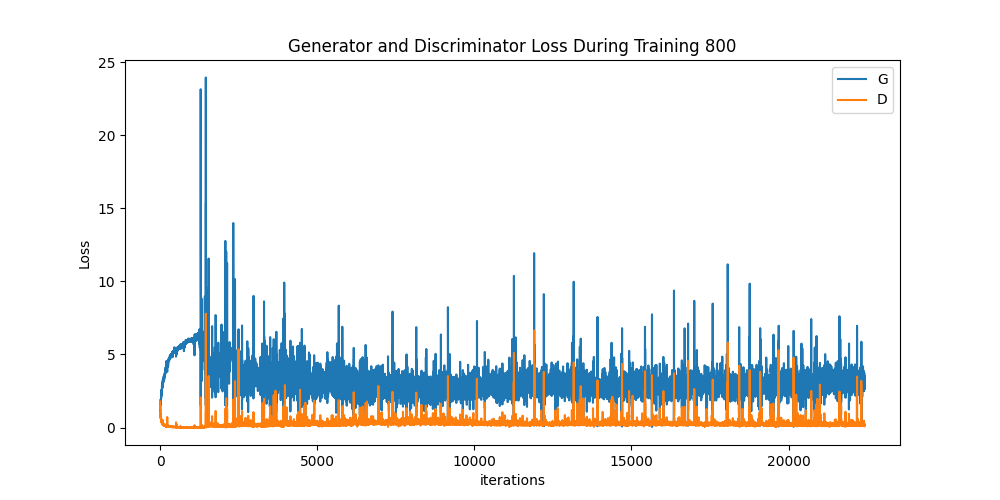 Generator and Discriminator Loss During Training 800
G
D
25
20
15
10
5
0
Loss
0 5000 10000 15000 20000
iterations